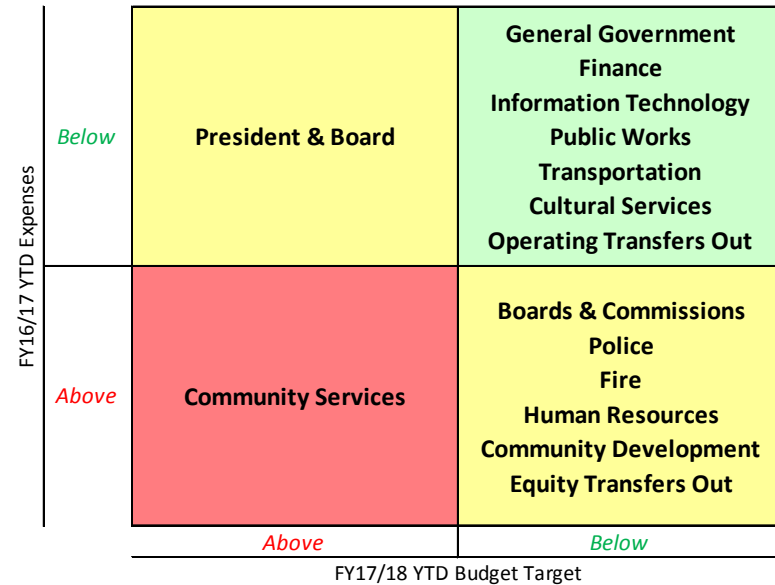 FY16/17 YTD Expenses
Below
President & Board
General Government
Finance
Information Technology
Public Works
Transportation
Cultural Services
Operating Transfers Out
Above
Community Services
Boards & Commissions
Police
Fire
Human Resources
Community Development
Equity Transfers Out
Above
Below
FY17/18 YTD Budget Target